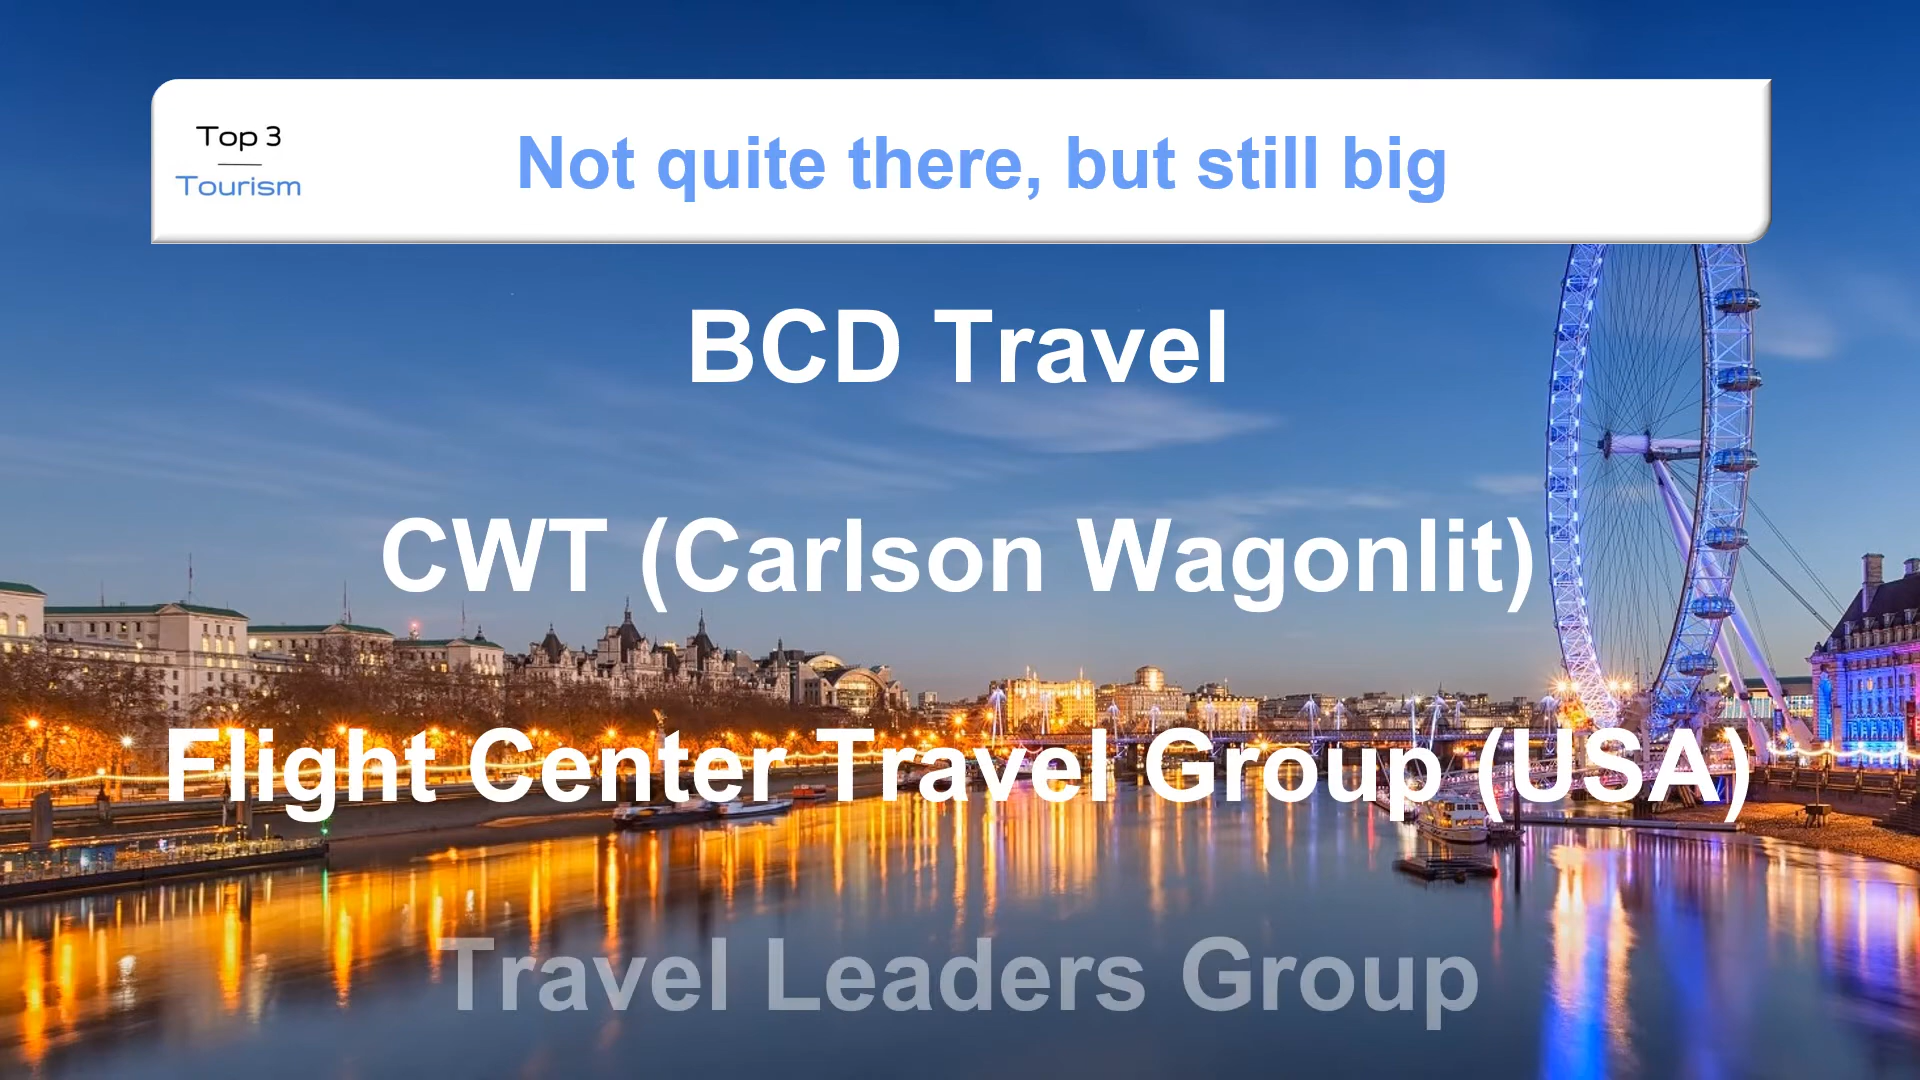 Top 3
Tourism
Not quite there, but still big
BCD Travel
CWT (Carlson Wagonlit)
Flight Center Travel Group (USA)
Travel Leaders Group